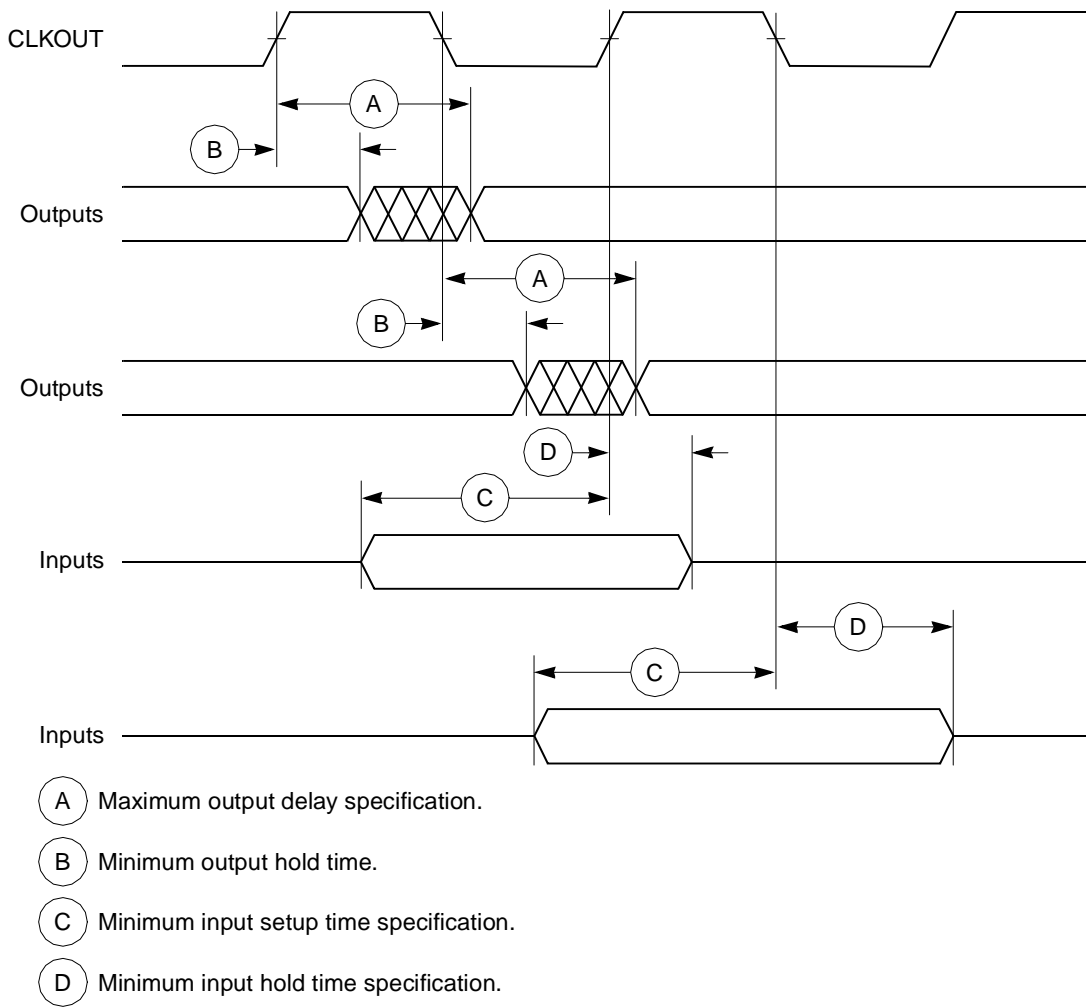 CLKOUT
A
B
Outputs
A
B
Outputs
D
C
Inputs
D
C
Inputs
A Maximum output delay specification.
B Minimum output hold time.
C Minimum input setup time specification.
D Minimum input hold time specification.